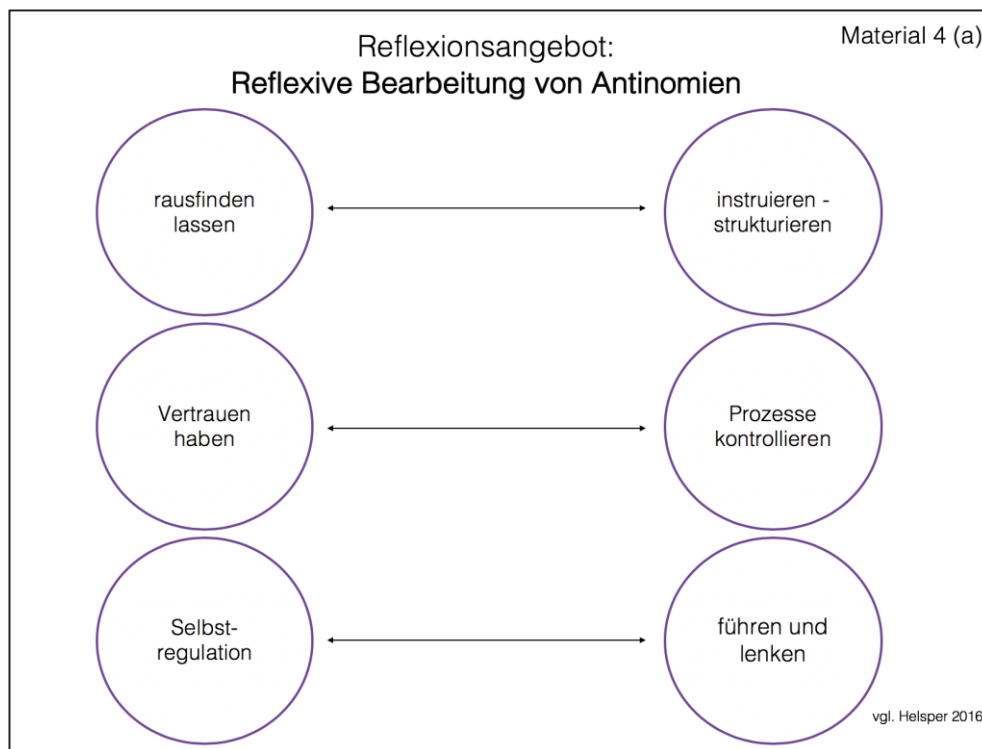 Reflexionsangebot:
Material 4 (a)
Reflexive Bearbeitung von Antinomien
rausfinden
lassen
instruieren -
strukturieren
Vertrauen
haben
Prozesse
kontrollieren
Selbst-
regulation
führen und
lenken
vgl. Helsper 2016